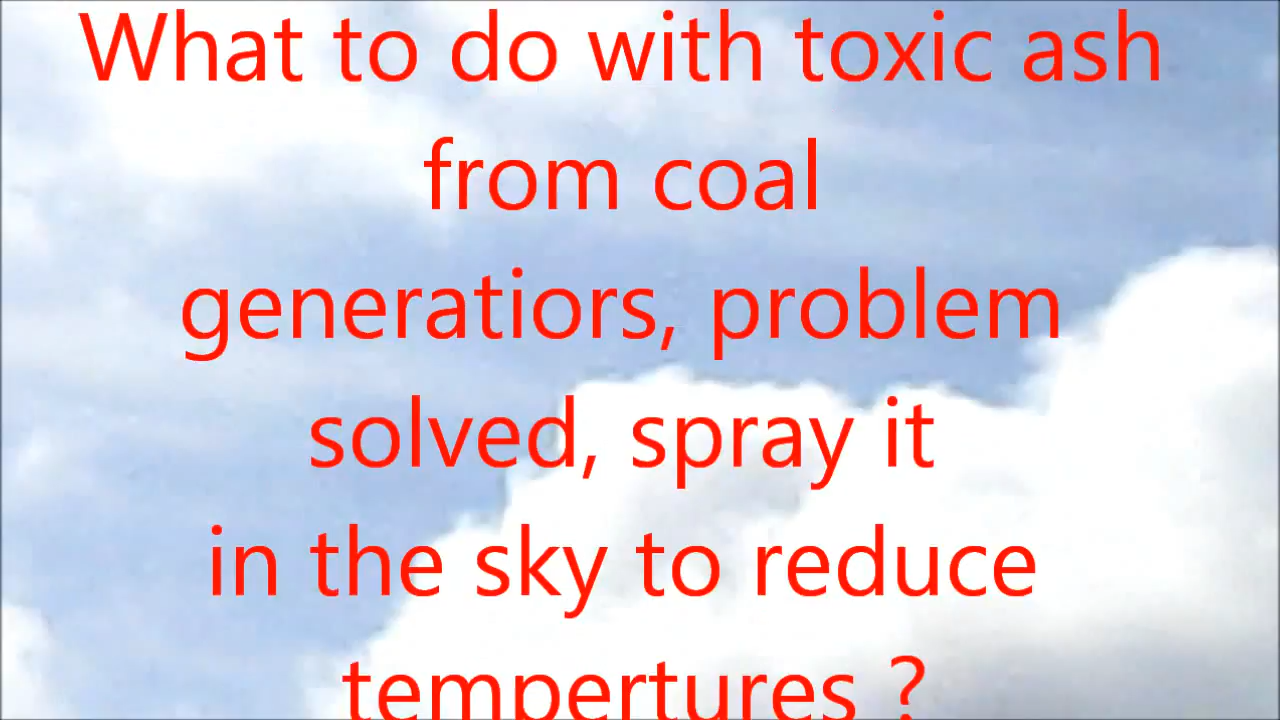 What to do with toxic ash
from coal
generatiors, problem
solved, spray it
in the sky to reduce
tempertures ?